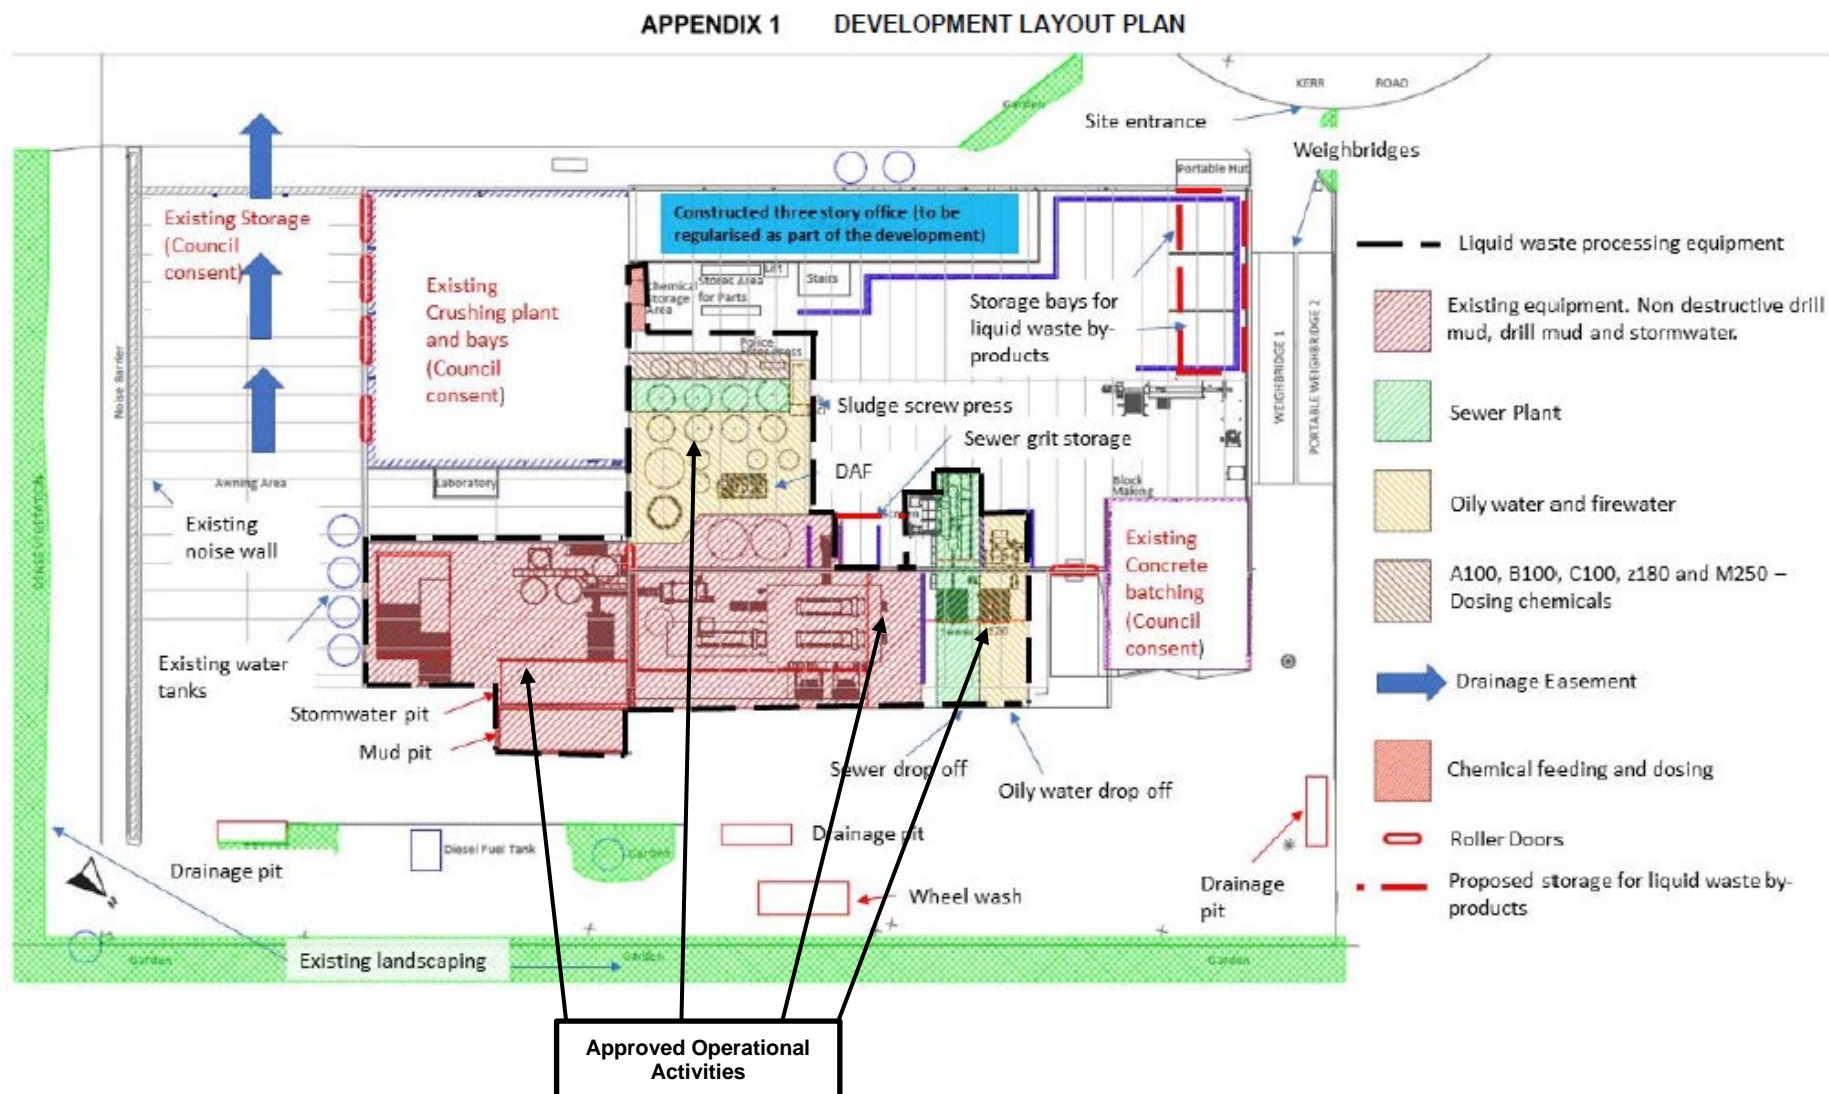 APPENDIX 1 DEVELOPMENT LAYOUT PLAN
KERR ROAD
Garden
Site entrance
Weighbridges
Portable Hut
Existing Storage
(Council
consent)
Constructed three story office (to be
regularised as part of the development)
Existing
Crushing plant
and bays
(Council
consent)
Chemical
Storage
Area
Stores Area
for Parts
Lift
Stairs
Storage bays for
liquid waste by-
products
Noise Barrier
WEIGHBRIDGE 1
PORTABLE WEIGHBRIDGE 2
Sludge screw press
Sewer grit storage
DAF
Awning Area
Laboratory
Block
Making
Existing
noise wall
Existing
Concrete
batching
(Council
consent)
Existing water
tanks
Stormwater pit
Mud pit
Sewer drop off
Oily water drop off
Drainage pit
Diesel Fuel Tank
Garden
Drainage pit
Wheel wash
Drainage
pit
Existing landscaping
Garden
Garden
Garden
Approved Operational
Activities
Liquid waste processing equipment
Existing equipment. Non destructive drill
mud, drill mud and stormwater.
Sewer Plant
Oily water and firewater
A100, B100, C100, z180 and M250 –
Dosing chemicals
Drainage Easement
Chemical feeding and dosing
Roller Doors
Proposed storage for liquid waste by-
products